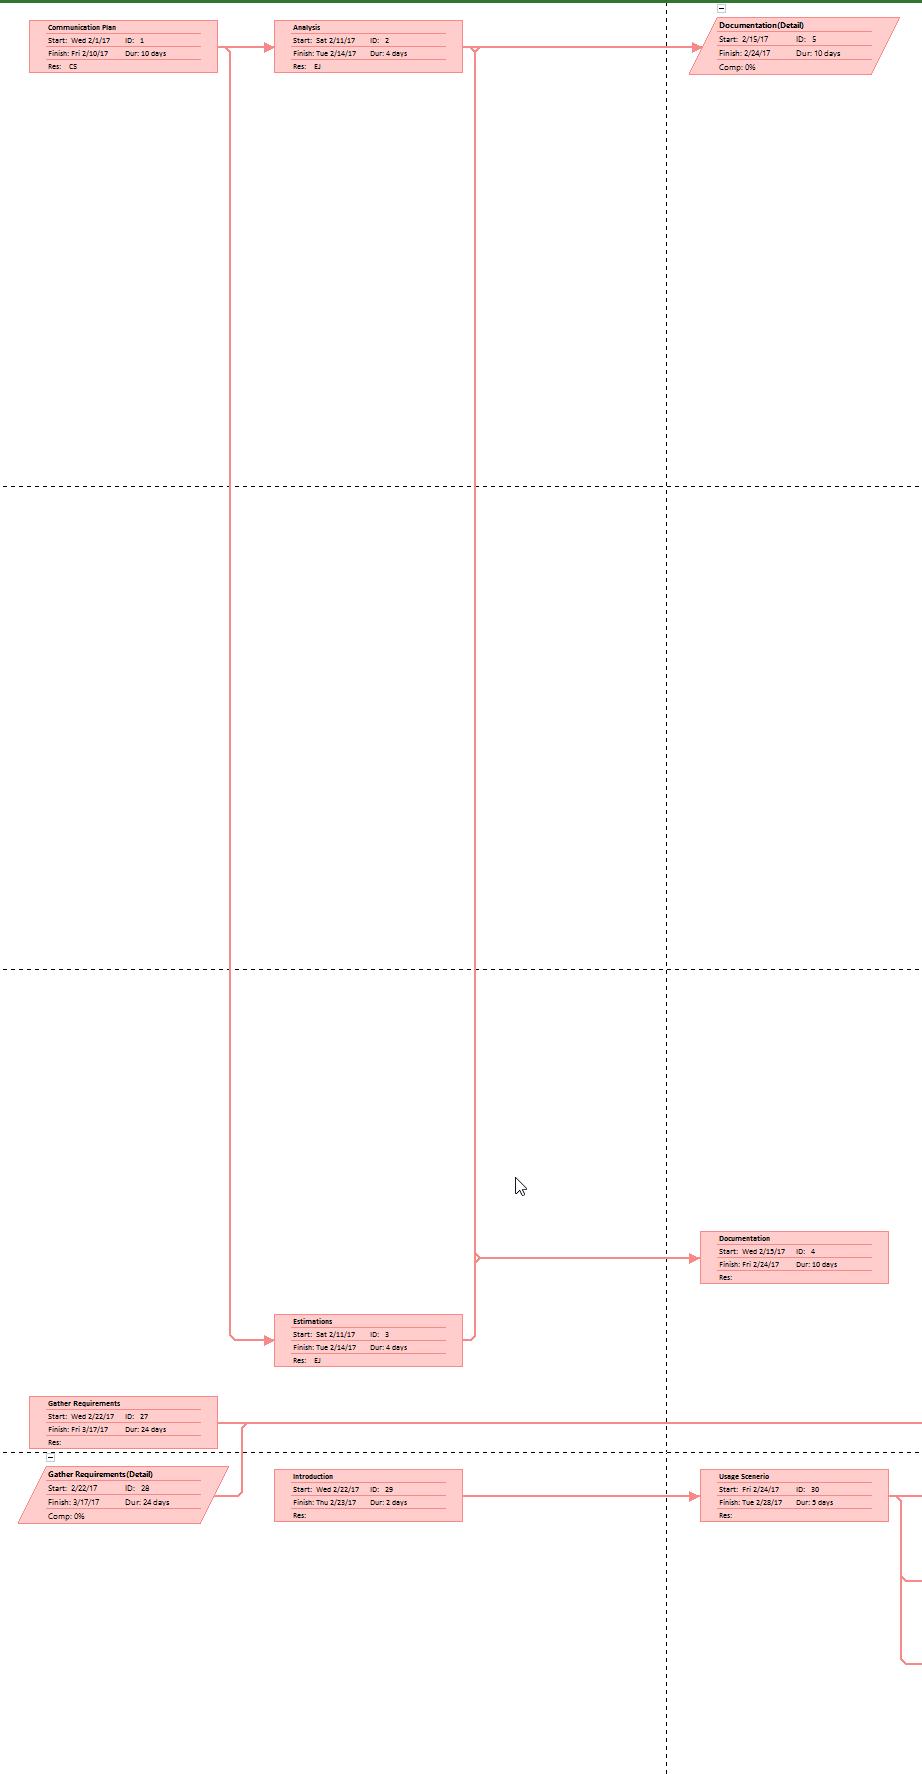 Communication Plan
Start: Wed 2/1/17 ID: 1
Finish: Fri 2/10/17 Dur: 10 days
Res: CS
Analysis
Start: Sat 2/11/17 ID: 2
Finish: Tue 2/14/17 Dur: 4 days
Res: EJ
Documentation(Detail)
Start: 2/15/17 ID: 5
Finish: 2/24/17 Dur: 10 days
Comp: 0%
Documentation
Start: Wed 2/15/17 ID: 4
Finish: Fri 2/24/17 Dur: 10 days
Res:
Estimations
Start: Sat 2/11/17 ID: 3
Finish: Tue 2/14/17 Dur: 4 days
Res: EJ
Gather Requirements
Start: Wed 2/22/17 ID: 27
Finish: Fri 3/17/17 Dur: 24 days
Res:
Gather Requirements(Detail)
Start: 2/22/17 ID: 28
Finish: 3/17/17 Dur: 24 days
Comp: 0%
Introduction
Start: Wed 2/22/17 ID: 29
Finish: Thu 2/23/17 Dur: 2 days
Res:
Usage Scenerio
Start: Fri 2/24/17 ID: 30
Finish: Tue 2/28/17 Dur: 5 days
Res: